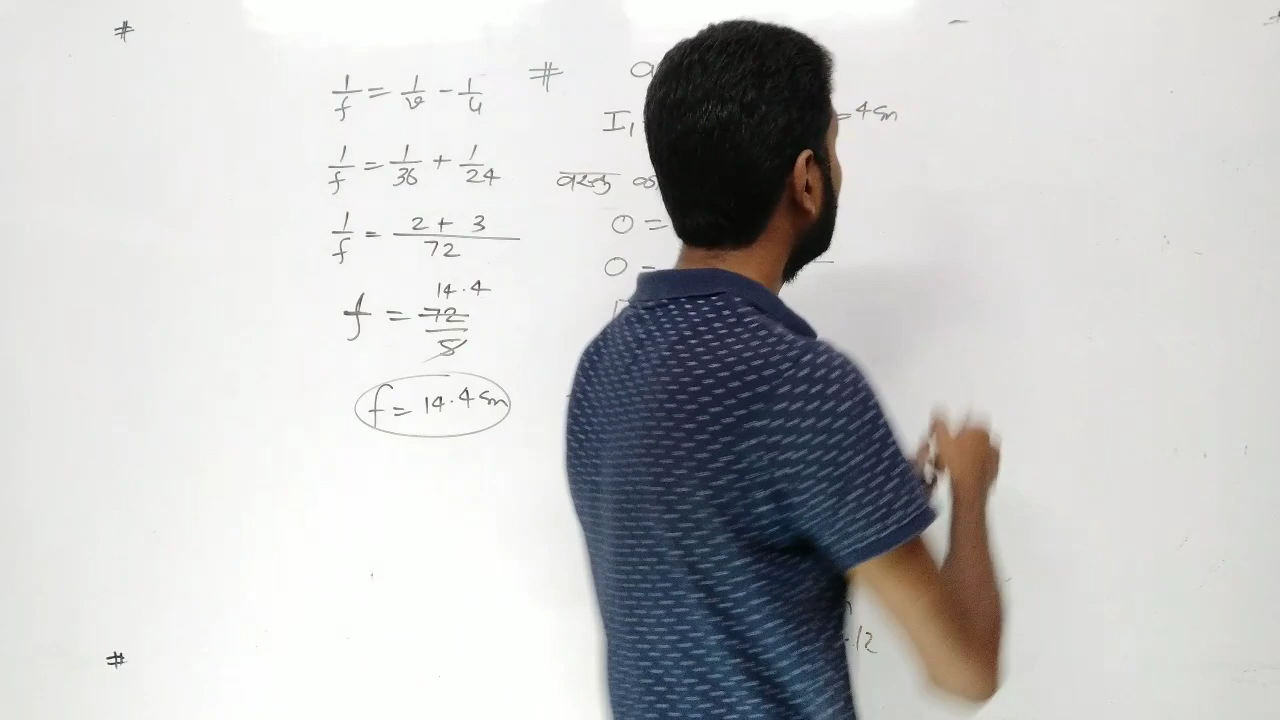 #
1/f = 1/v - 1/u
1/f = 1/36 + 1/24
1/f = 2 + 3 / 72
14.4
f = 72/5
f = 14.4 cm
#
I₁
= 4 cm
वस्तु
O =
O =
12
#